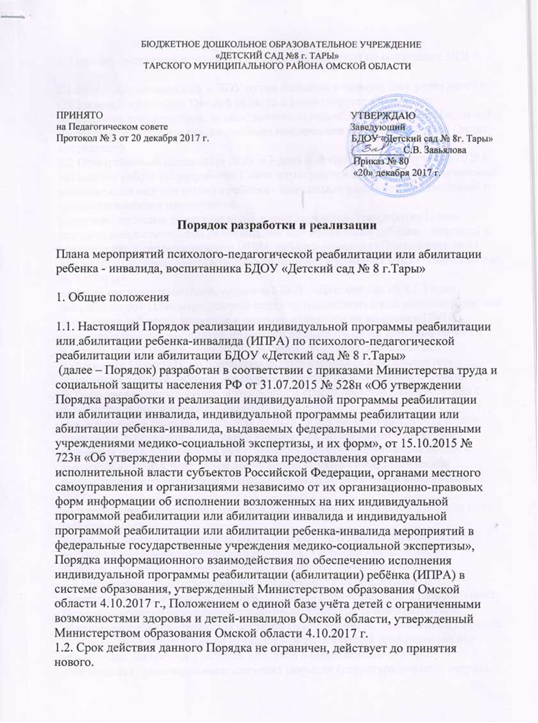 БЮДЖЕТНОЕ ДОШКОЛЬНОЕ ОБРАЗОВАТЕЛЬНОЕ УЧРЕЖДЕНИЕ
«ДЕТСКИЙ САД №8 г. ТАРЫ»
ТАРСКОГО МУНИЦИПАЛЬНОГО РАЙОНА ОМСКОЙ ОБЛАСТИ
ПРИНЯТО
на Педагогическом совете
Протокол № 3 от 20 декабря 2017 г.
УТВЕРЖДАЮ
Заведующий
БДОУ «Детский сад № 8г. Тары»
С.В. Завьялова
Приказ № 80
«20» декабря 2017 г.
Порядок разработки и реализации
Плана мероприятий психолого-педагогической реабилитации или абилитации
ребенка - инвалида, воспитанника БДОУ «Детский сад № 8 г.Тары»
1. Общие положения
1.1. Настоящий Порядок реализации индивидуальной программы реабилитации
или абилитации ребенка-инвалида (ИПРА) по психолого-педагогической
реабилитации или абилитации БДОУ «Детский сад № 8 г.Тары»
(далее – Порядок) разработан в соответствии с приказами Министерства труда и
социальной защиты населения РФ от 31.07.2015 № 528н «Об утверждении
Порядка разработки и реализации индивидуальной программы реабилитации
или абилитации инвалида, индивидуальной программы реабилитации или
абилитации ребенка-инвалида, выдаваемых федеральными государственными
учреждениями медико-социальной экспертизы, и их форм», от 15.10.2015 №
723н «Об утверждении формы и порядка предоставления органами
исполнительной власти субъектов Российской Федерации, органами местного
самоуправления и организациями независимо от их организационно-правовых
форм информации об исполнении возложенных на них индивидуальной
программой реабилитации или абилитации инвалида и индивидуальной
программой реабилитации или абилитации ребенка-инвалида мероприятий в
федеральные государственные учреждения медико-социальной экспертизы»,
Порядка информационного взаимодействия по обеспечению исполнения
индивидуальной программы реабилитации (абилитации) ребёнка (ИПРА) в
системе образования, утвержденный Министерством образования Омской
области 4.10.2017 г., Положением о единой базе учёта детей с ограниченными
возможностями здоровья и детей-инвалидов Омской области, утвержденный
Министерством образования Омской области 4.10.2017 г.
1.2. Срок действия данного Порядка не ограничен, действует до принятия
нового.